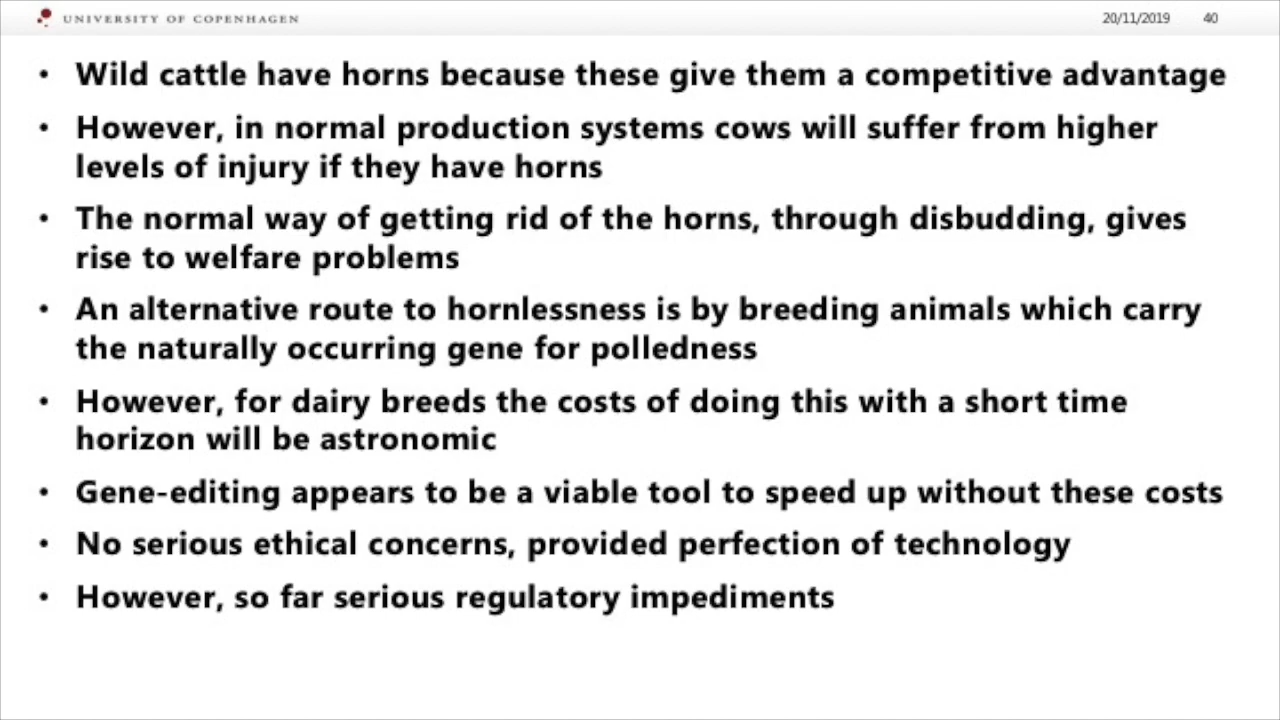 UNIVERSITY OF COPENHAGEN 20/11/2019 40
• Wild cattle have horns because these give them a competitive advantage
• However, in normal production systems cows will suffer from higher
levels of injury if they have horns
• The normal way of getting rid of the horns, through disbudding, gives
rise to welfare problems
• An alternative route to hornlessness is by breeding animals which carry
the naturally occurring gene for polledness
• However, for dairy breeds the costs of doing this with a short time
horizon will be astronomic
• Gene-editing appears to be a viable tool to speed up without these costs
• No serious ethical concerns, provided perfection of technology
• However, so far serious regulatory impediments